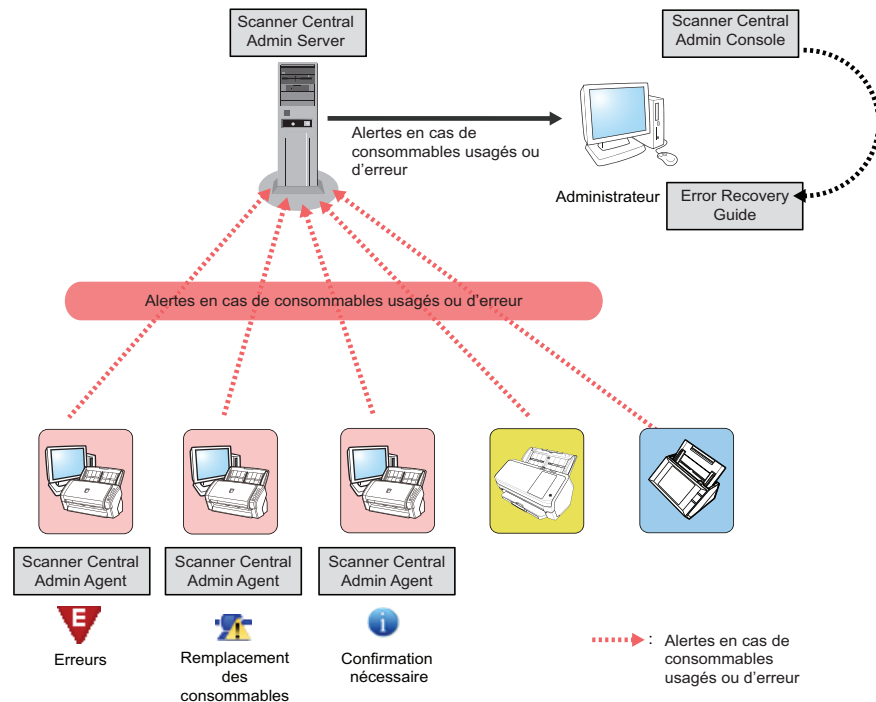 Scanner Central
Admin Server
Scanner Central
Admin Console
Alertes en cas de
consommables usagés ou
d'erreur
Administrateur
Error Recovery
Guide
Alertes en cas de consommables usagés ou d'erreur
Scanner Central
Admin Agent
Scanner Central
Admin Agent
Scanner Central
Admin Agent
E
Erreurs
Remplacement
des
consommables
i
Confirmation
nécessaire
: Alertes en cas de
consommables
usagés ou d'erreur